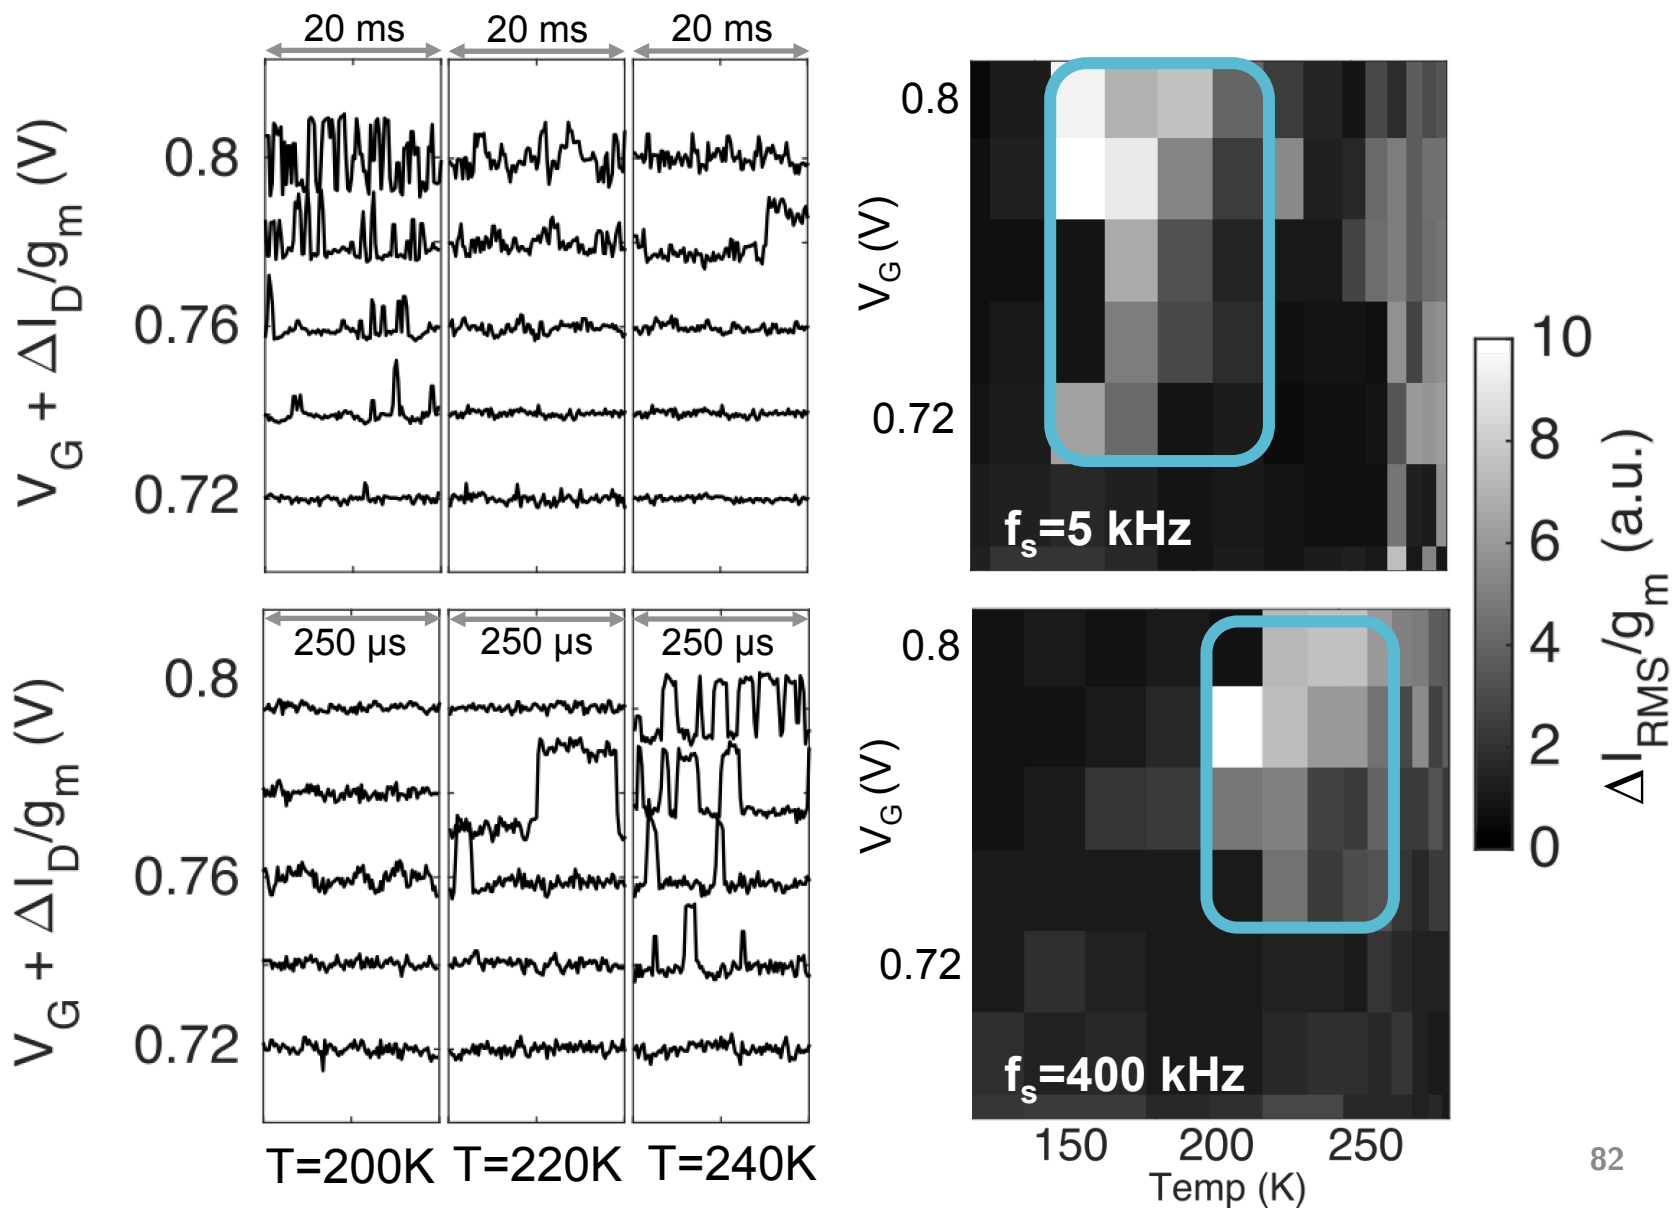 20 ms 20 ms 20 ms
V_G + ΔI_D/g_m (V)
0.8
0.76
0.72
250 µs 250 µs 250 µs
V_G + ΔI_D/g_m (V)
0.8
0.76
0.72
T=200K T=220K T=240K
V_G (V)
0.8
0.72
f_s=5 kHz
V_G (V)
0.8
0.72
f_s=400 kHz
150 200 250
Temp (K)
10
8
6
4
2
0
ΔI_RMS/g_m (a.u.)
82